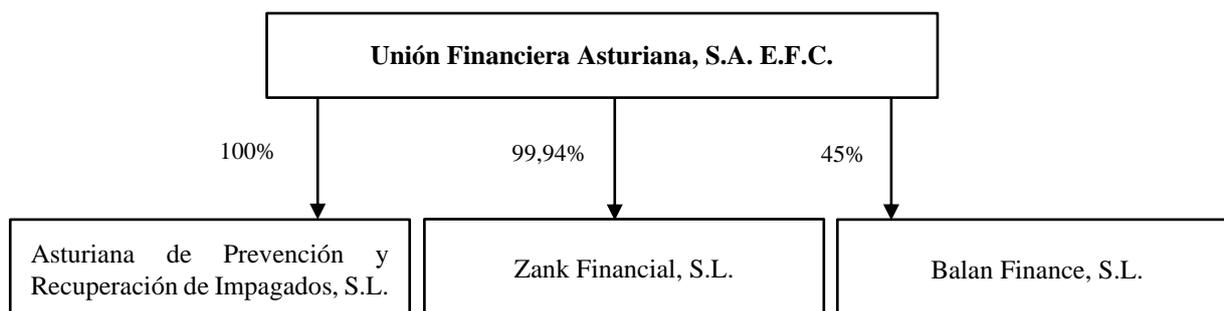 Unión Financiera Asturiana, S.A. E.F.C.
100%
99,94%
45%
Asturiana de Prevención y
Recuperación de Impagados, S.L.
Zank Financial, S.L.
Balan Finance, S.L.